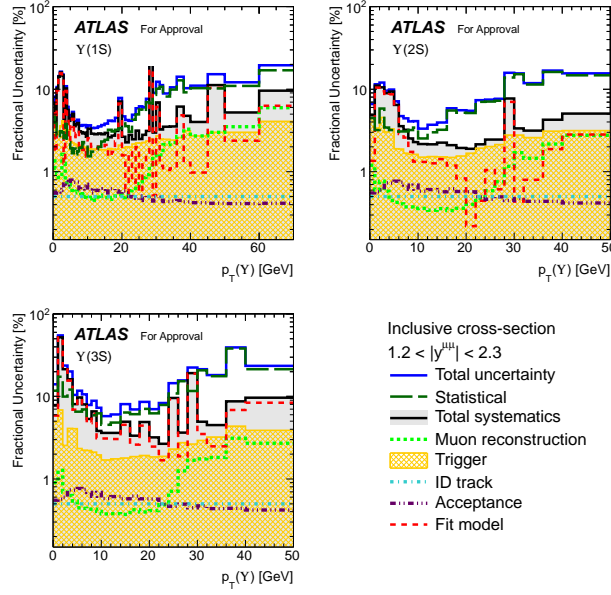 Fractional Uncertainty [%]
10²
10
1
ATLAS For Approval
ϒ(1S)
0 20 40 60
p_T(ϒ) [GeV]
Fractional Uncertainty [%]
10²
10
1
ATLAS For Approval
ϒ(2S)
0 10 20 30 40 50
p_T(ϒ) [GeV]
Fractional Uncertainty [%]
10²
10
1
ATLAS For Approval
ϒ(3S)
0 10 20 30 40 50
p_T(ϒ) [GeV]
Inclusive cross-section
1.2 < |y^μμ| < 2.3
Total uncertainty
Statistical
Total systematics
Muon reconstruction
Trigger
ID track
Acceptance
Fit model